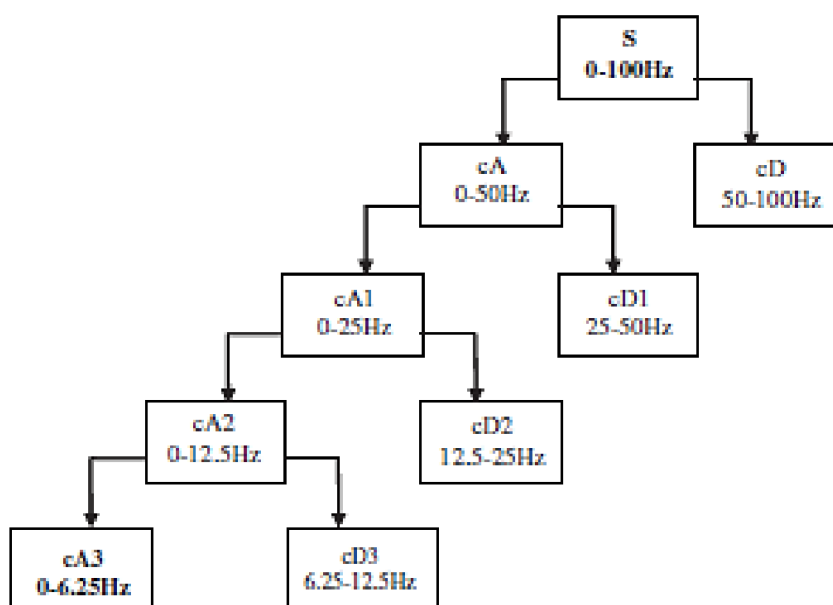 S
0-100Hz
cA
0-50Hz
cD
50-100Hz
cA1
0-25Hz
cD1
25-50Hz
cA2
0-12.5Hz
cD2
12.5-25Hz
cA3
0-6.25Hz
cD3
6.25-12.5Hz